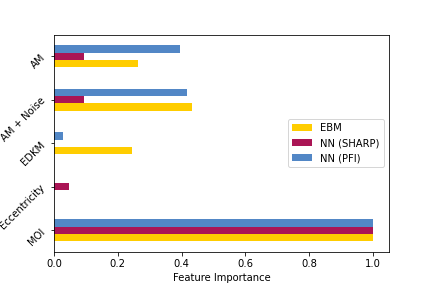 AM
AM + Noise
EDKM
Eccentricity
MOI
EBM
NN (SHARP)
NN (PFI)
0.0 0.2 0.4 0.6 0.8 1.0
Feature Importance